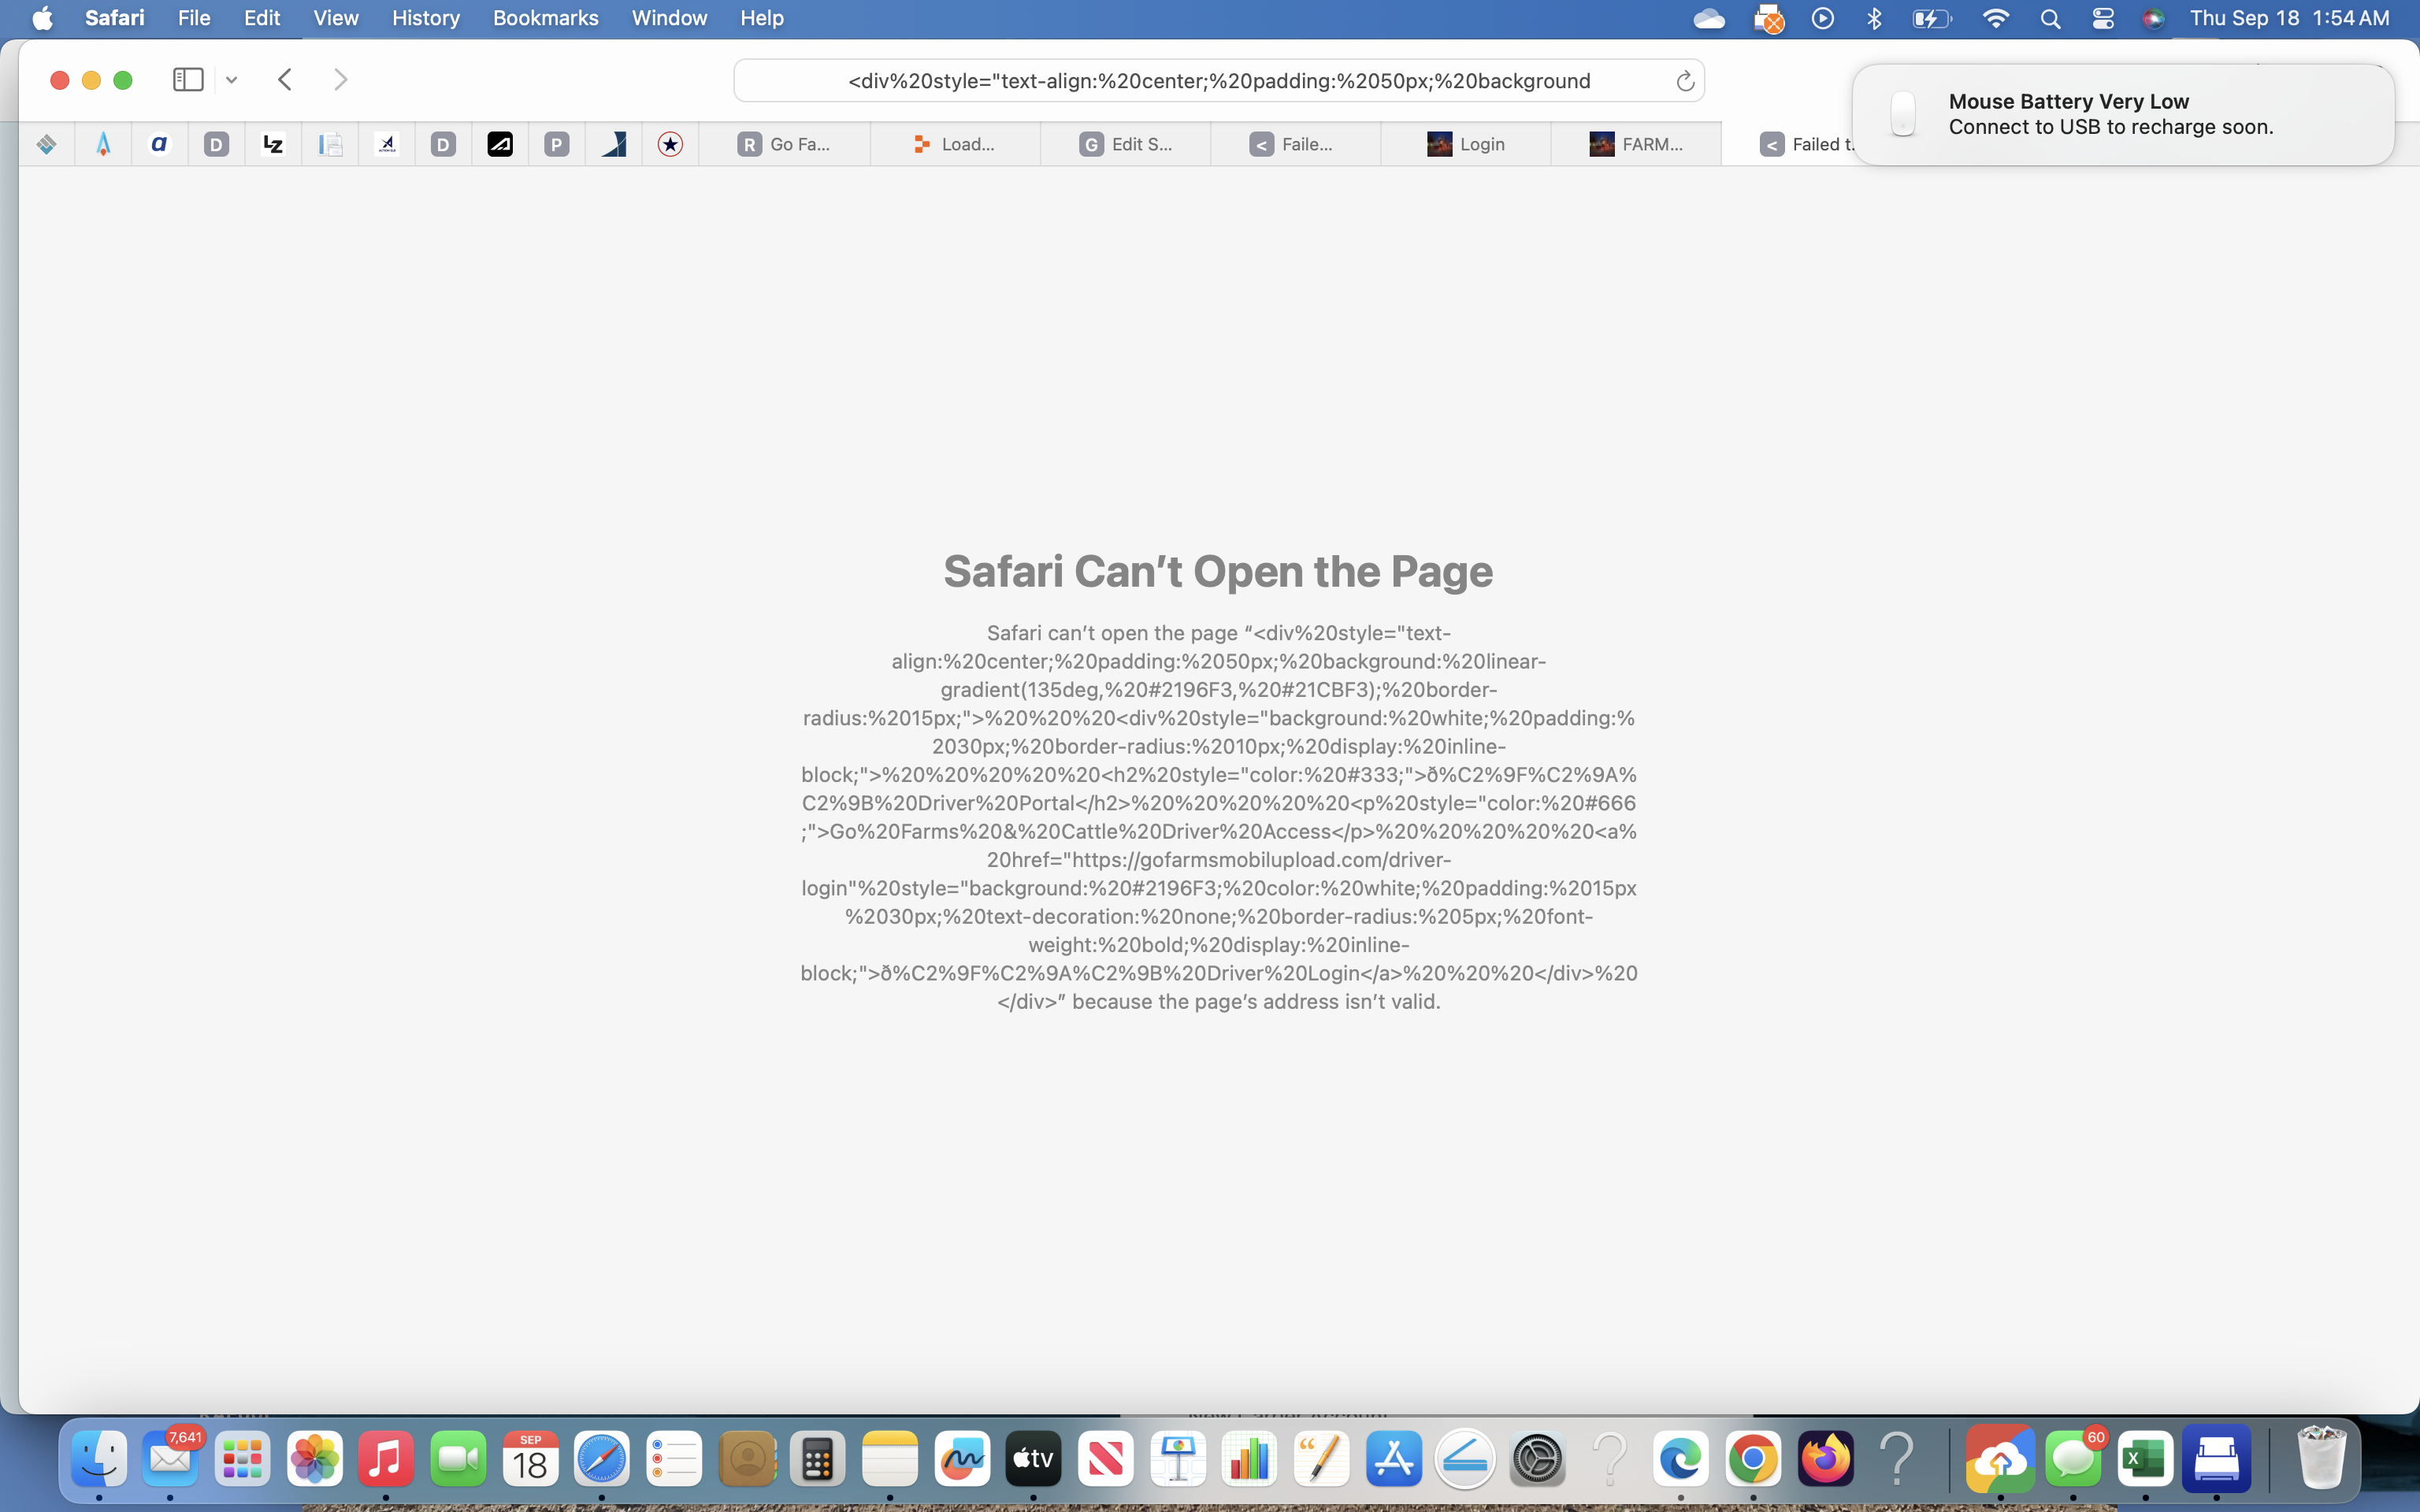 Safari File Edit View History Bookmarks Window Help
Thu Sep 18 1:54 AM
<div%20style="text-align:%20center;%20padding:%2050px;%20background
Mouse Battery Very Low
Connect to USB to recharge soon.
a D LZ D P R Go Fa... Load... G Edit S... < Faile... Login FARM... < Failed t.
Safari Can't Open the Page
Safari can't open the page "<div%20style="text-
align:%20center;%20padding:%2050px;%20background:%20linear-
gradient(135deg,%20#2196F3,%20#21CBF3);%20border-
radius:%2015px;">%20%20%20<div%20style="background:%20white;%20padding:%
2030px;%20border-radius:%2010px;%20display:%20inline-
block;">%20%20%20%20%20<h2%20style="color:%20#333;">ð%C2%9F%C2%9A%
C2%9B%20Driver%20Portal</h2>%20%20%20%20%20<p%20style="color:%20#666
;">Go%20Farms%20&%20Cattle%20Driver%20Access</p>%20%20%20%20%20<a%
20href="https://gofarmsmobilupload.com/driver-
login"%20style="background:%20#2196F3;%20color:%20white;%20padding:%2015px
%2030px;%20text-decoration:%20none;%20border-radius:%205px;%20font-
weight:%20bold;%20display:%20inline-
block;">ð%C2%9F%C2%9A%C2%9B%20Driver%20Login</a>%20%20%20</div>%20
</div>" because the page's address isn't valid.
7,641
SEP
18
tv
60
X